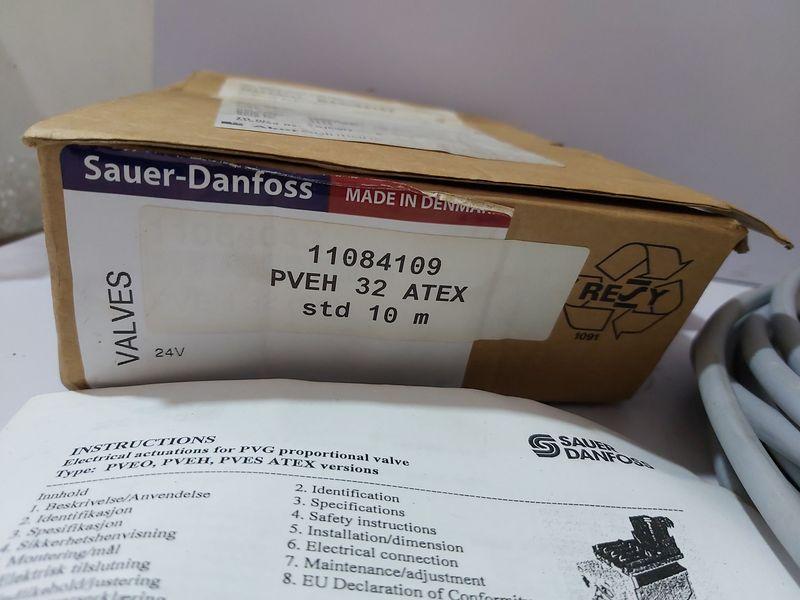 Sauer-Danfoss
MADE IN DENMAR
11084109
PVEH 32 ATEX
std 10 m
VALVES
24V
RESY
1091
INSTRUCTIONS
Electrical actuations for PVG proportional valve
Type: PVEO, PVEH, PVES ATEX versions
SAUER
DANFOSS
Innhold
1. Beskrivelse/Anvendelse
2. Identifikasjon
3. Spesifikasjon
4. Sikkerhetshenvisning
Montering/mål
Elektrisk tilslutning
2. Identification
3. Specifications
4. Safety instructions
5. Installation/dimension
6. Electrical connection
7. Maintenance/adjustment
8. EU Declaration of Conformity